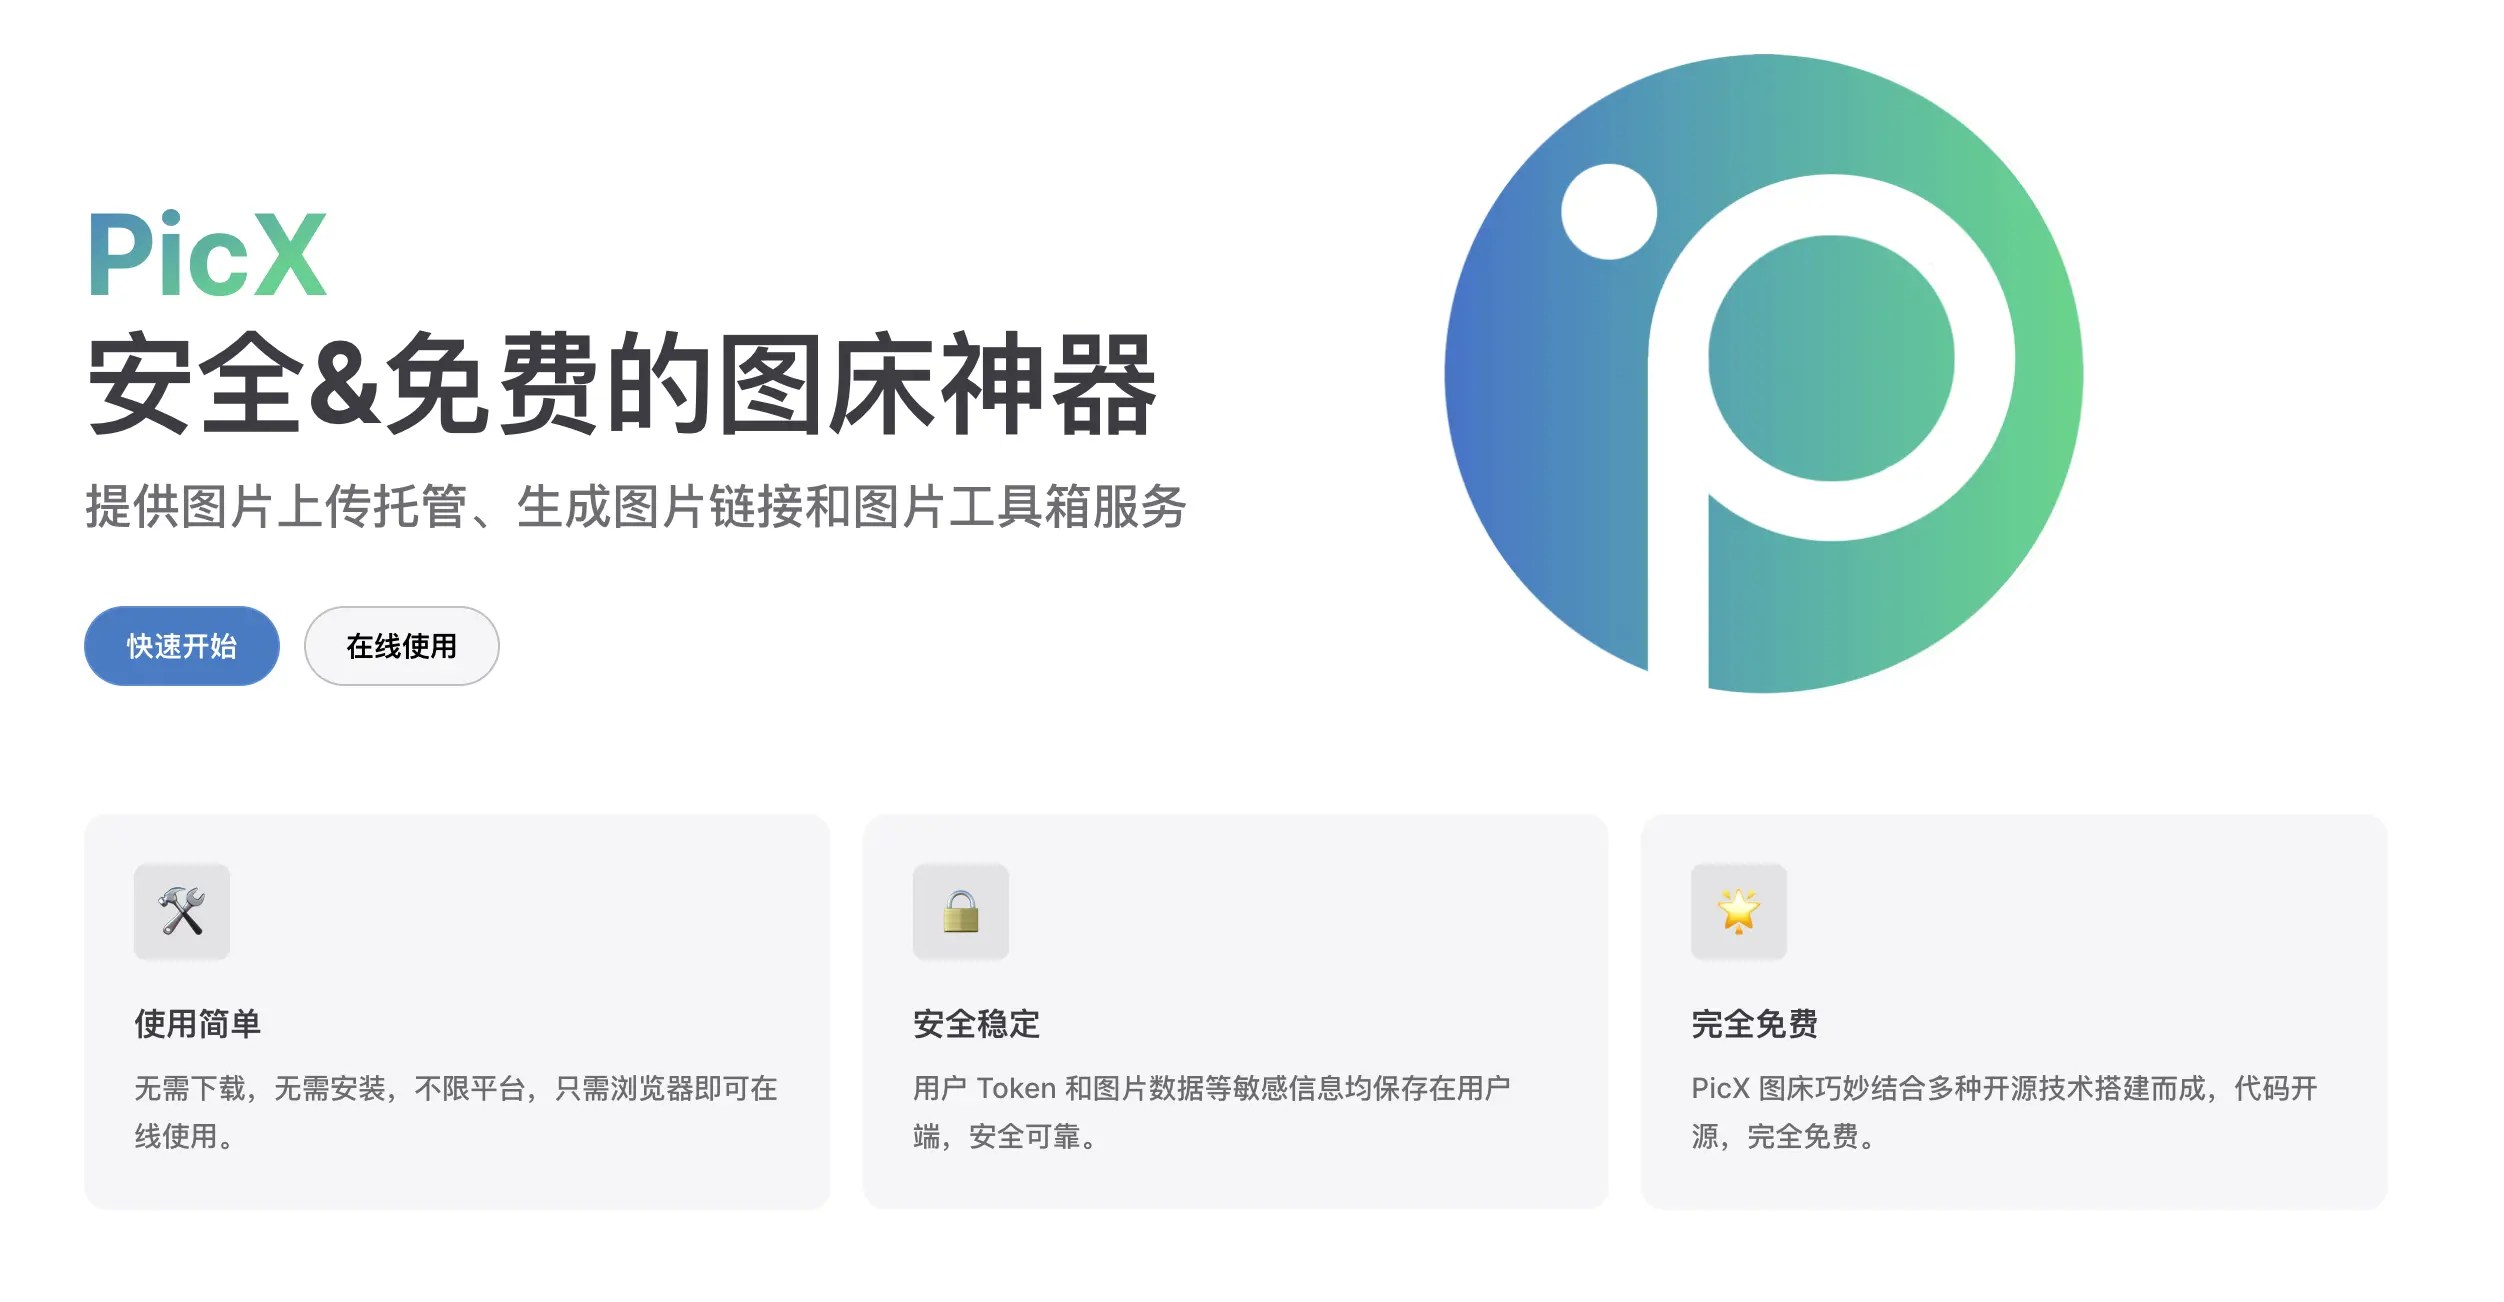 PicX
安全&免费的图床神器
提供图片上传托管、生成图片链接和图片工具箱服务
快速开始
在线使用
使用简单
无需下载，无需安装，不限平台，只需浏览器即可在
线使用。
安全稳定
用户 Token 和图片数据等敏感信息均保存在用户
端，安全可靠。
完全免费
PicX 图床巧妙结合多种开源技术搭建而成，代码开
源，完全免费。